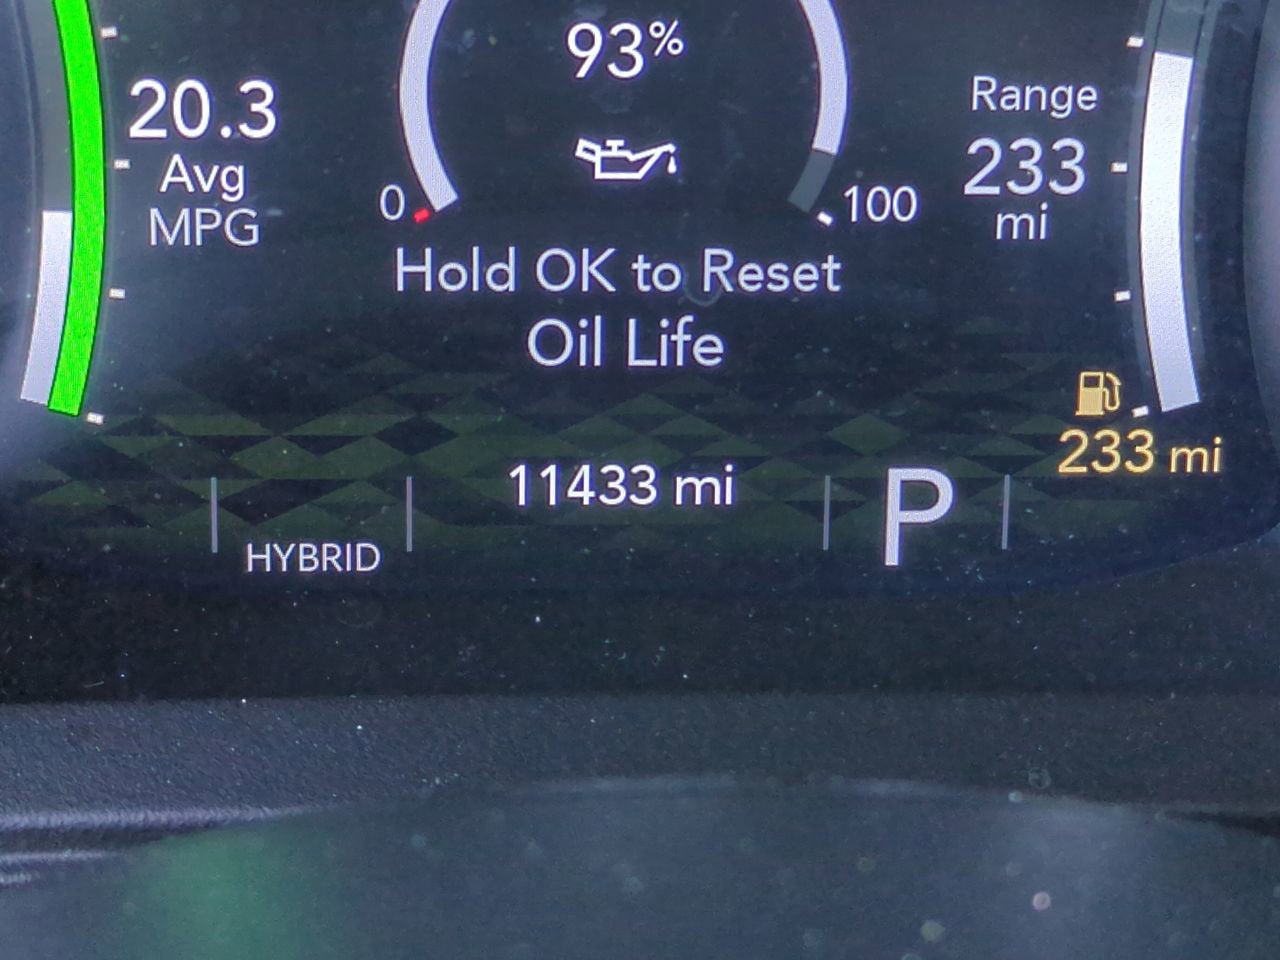 93%
20.3
Avg
MPG
Range
233
mi
0
100
Hold OK to Reset
Oil Life
233 mi
11433 mi
P
HYBRID